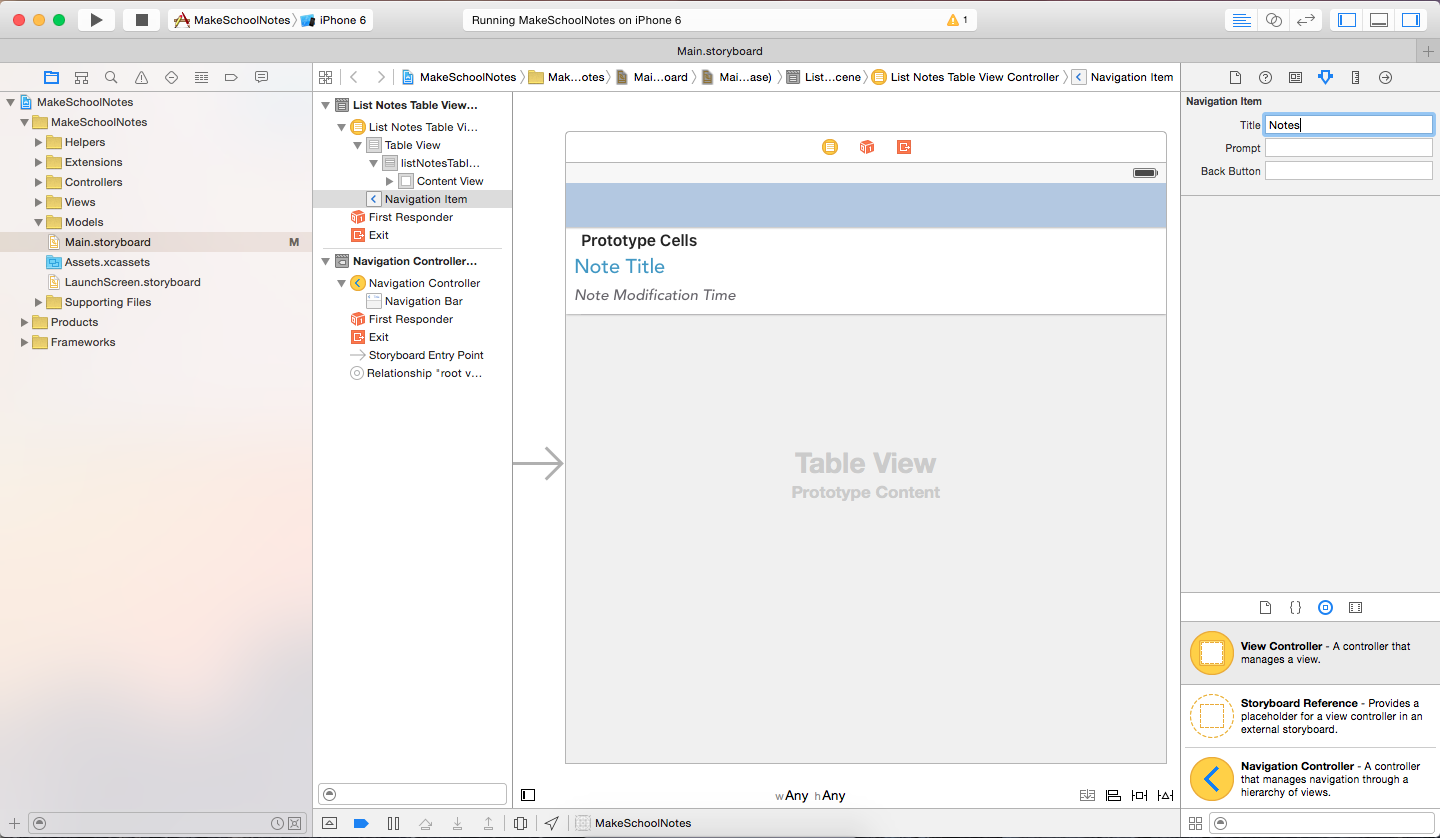 MakeSchoolNotes iPhone 6
Running MakeSchoolNotes on iPhone 6
1
Main.storyboard
MakeSchoolNotes Mak...otes) Mai...oard Mai...ase) List...cene List Notes Table View Controller Navigation Item
MakeSchoolNotes
MakeSchoolNotes
Helpers
Extensions
Controllers
Views
Models
Main.storyboard M
Assets.xcassets
LaunchScreen.storyboard
Supporting Files
Products
Frameworks
List Notes Table View...
List Notes Table Vi...
Table View
listNotesTabl...
Content View
Navigation Item
First Responder
Exit
Navigation Controller...
Navigation Controller
Navigation Bar
First Responder
Exit
Storyboard Entry Point
Relationship "root v...
Prototype Cells
Note Title
Note Modification Time
Table View
Prototype Content
wAny hAny
MakeSchoolNotes
Navigation Item
Title Notes
Prompt
Back Button
View Controller - A controller that
manages a view.
Storyboard Reference - Provides a
placeholder for a view controller in an
external storyboard.
Navigation Controller - A controller
that manages navigation through a
hierarchy of views.